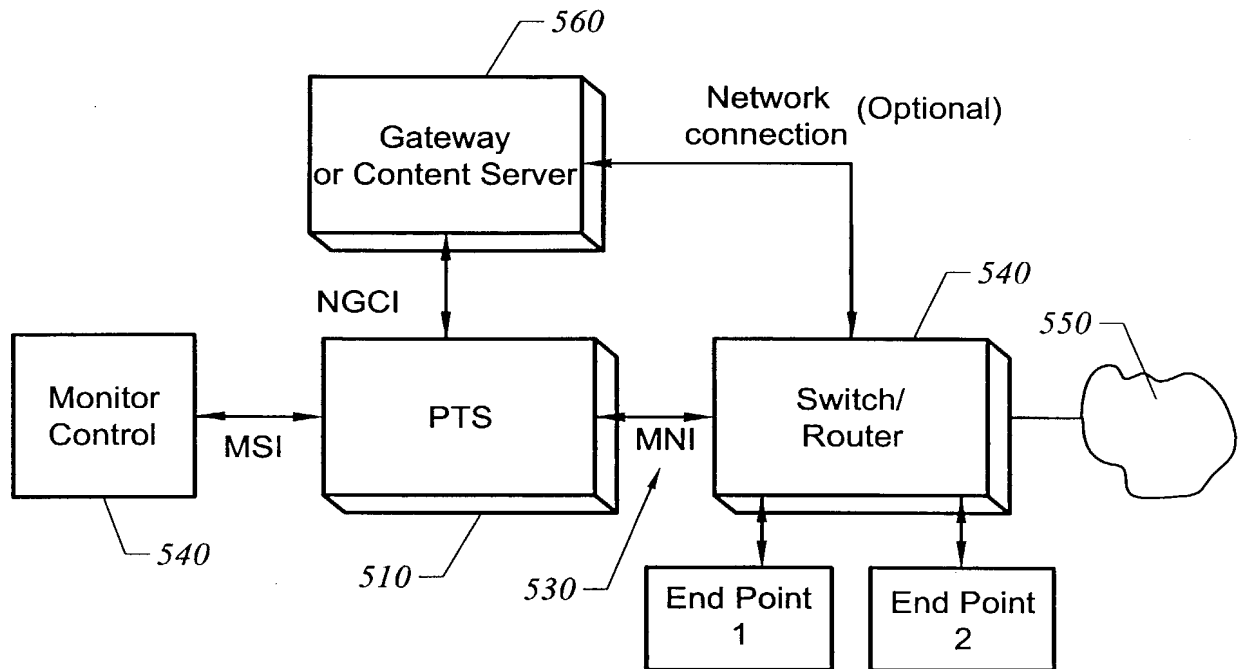 560
Gateway
or Content Server
Network
connection
(Optional)
NGCI
540
550
Monitor
Control
MSI
PTS
MNI
Switch/
Router
540
510
530
End Point
1
End Point
2